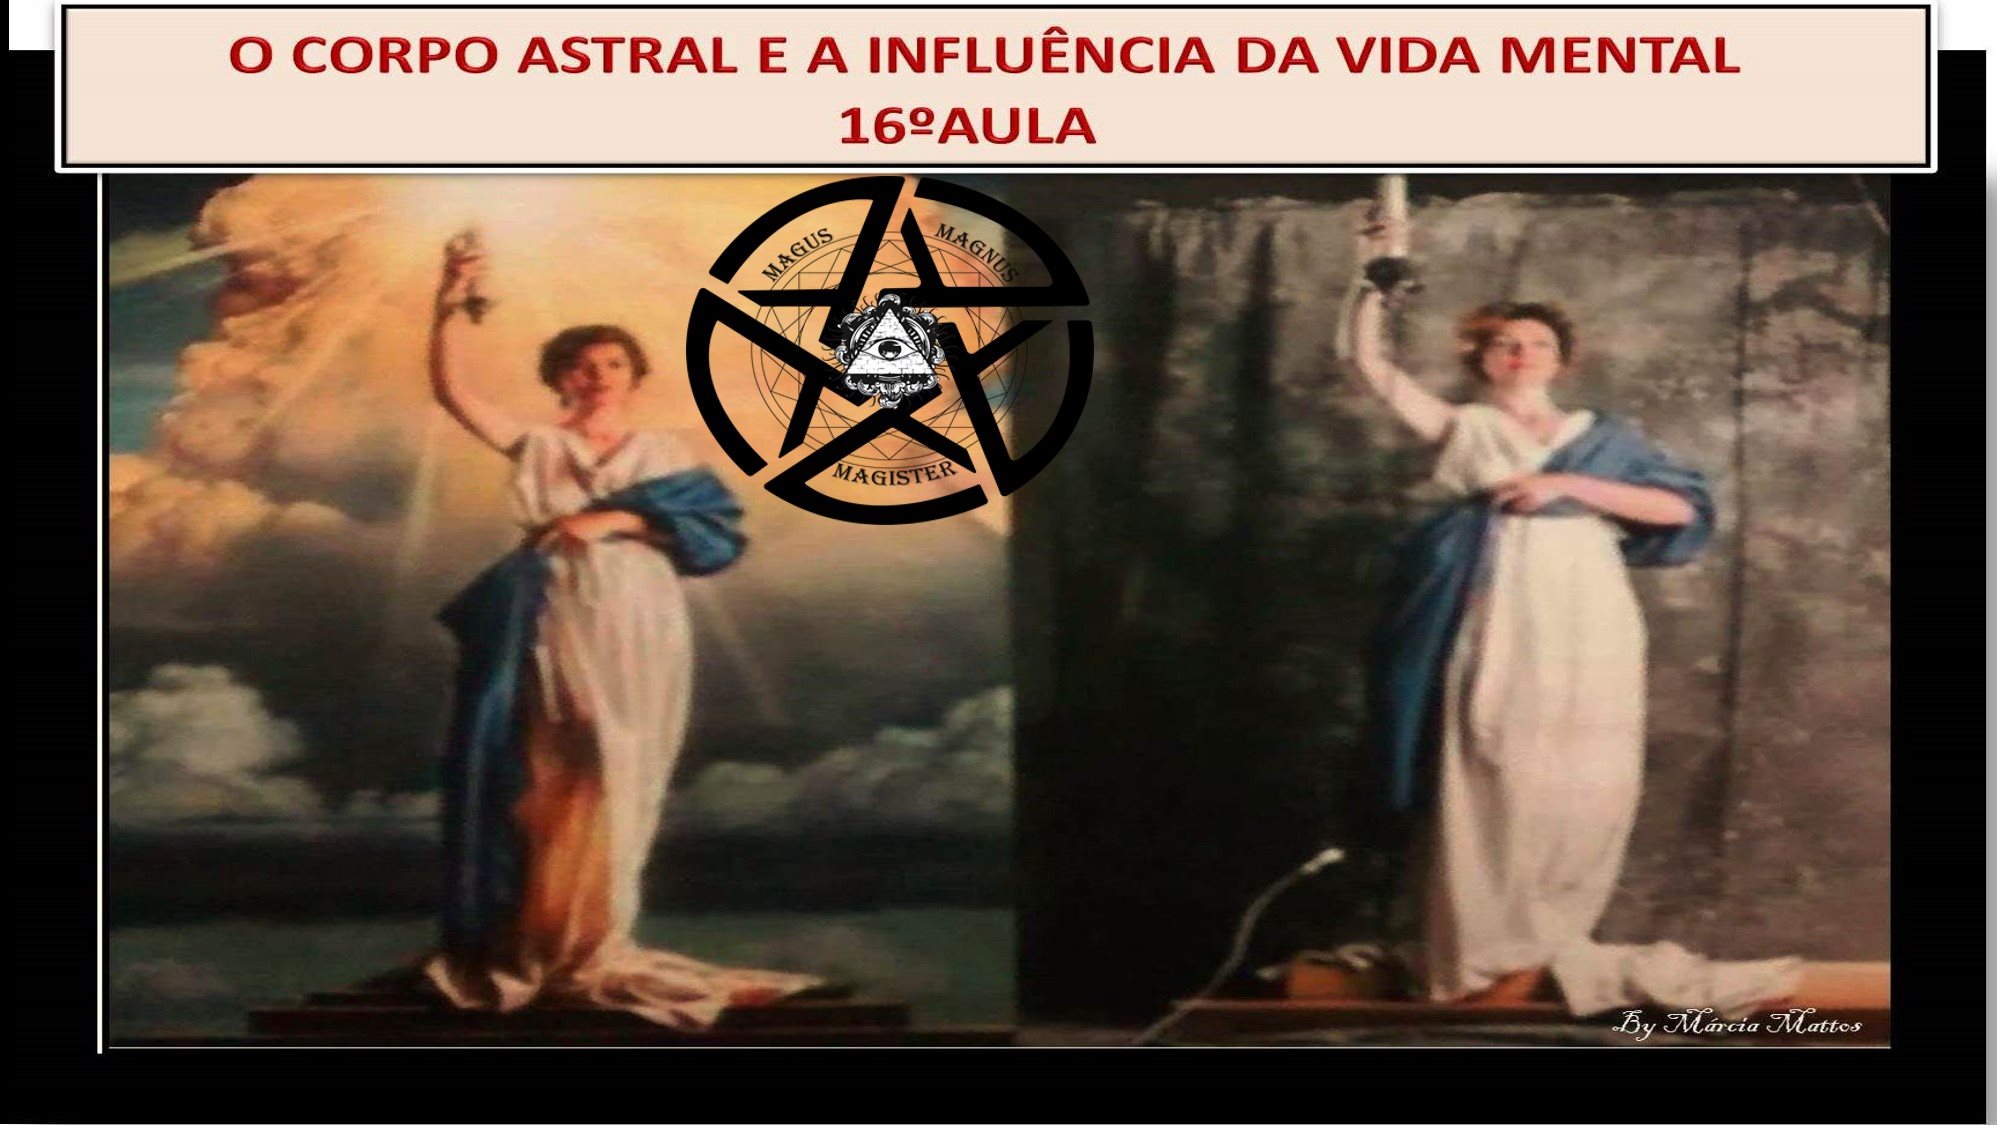 O CORPO ASTRAL E A INFLUÊNCIA DA VIDA MENTAL
16ºAULA
MAGUS
MAGNUS
MAGISTER
By Márcia Mattos